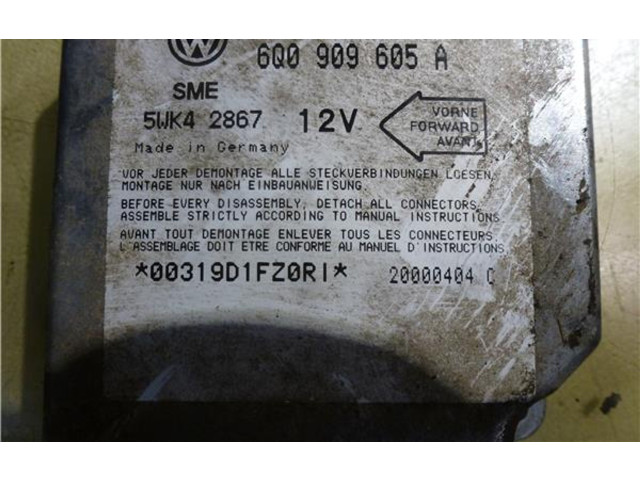 VW
6Q0 909 605 A
SME
5WK4 2867 12V
VORNE
FORWARD
AVANT
Made in Germany
VOR JEDER DEMONTAGE ALLE STECKVERBINDUNGEN LOESEN,
MONTAGE NUR NACH EINBAUANWEISUNG.
BEFORE EVERY DISASSEMBLY, DETACH ALL CONNECTORS,
ASSEMBLE STRICTLY ACCORDING TO MANUAL INSTRUCTIONS
AVANT TOUT DEMONTAGE ENLEVER TOUS LES CONNECTEURS
L'ASSEMBLAGE DOIT ETRE CONFORME AU MANUEL D'INSTRUCTIONS
*00319D1FZ0RI* 20000404 C